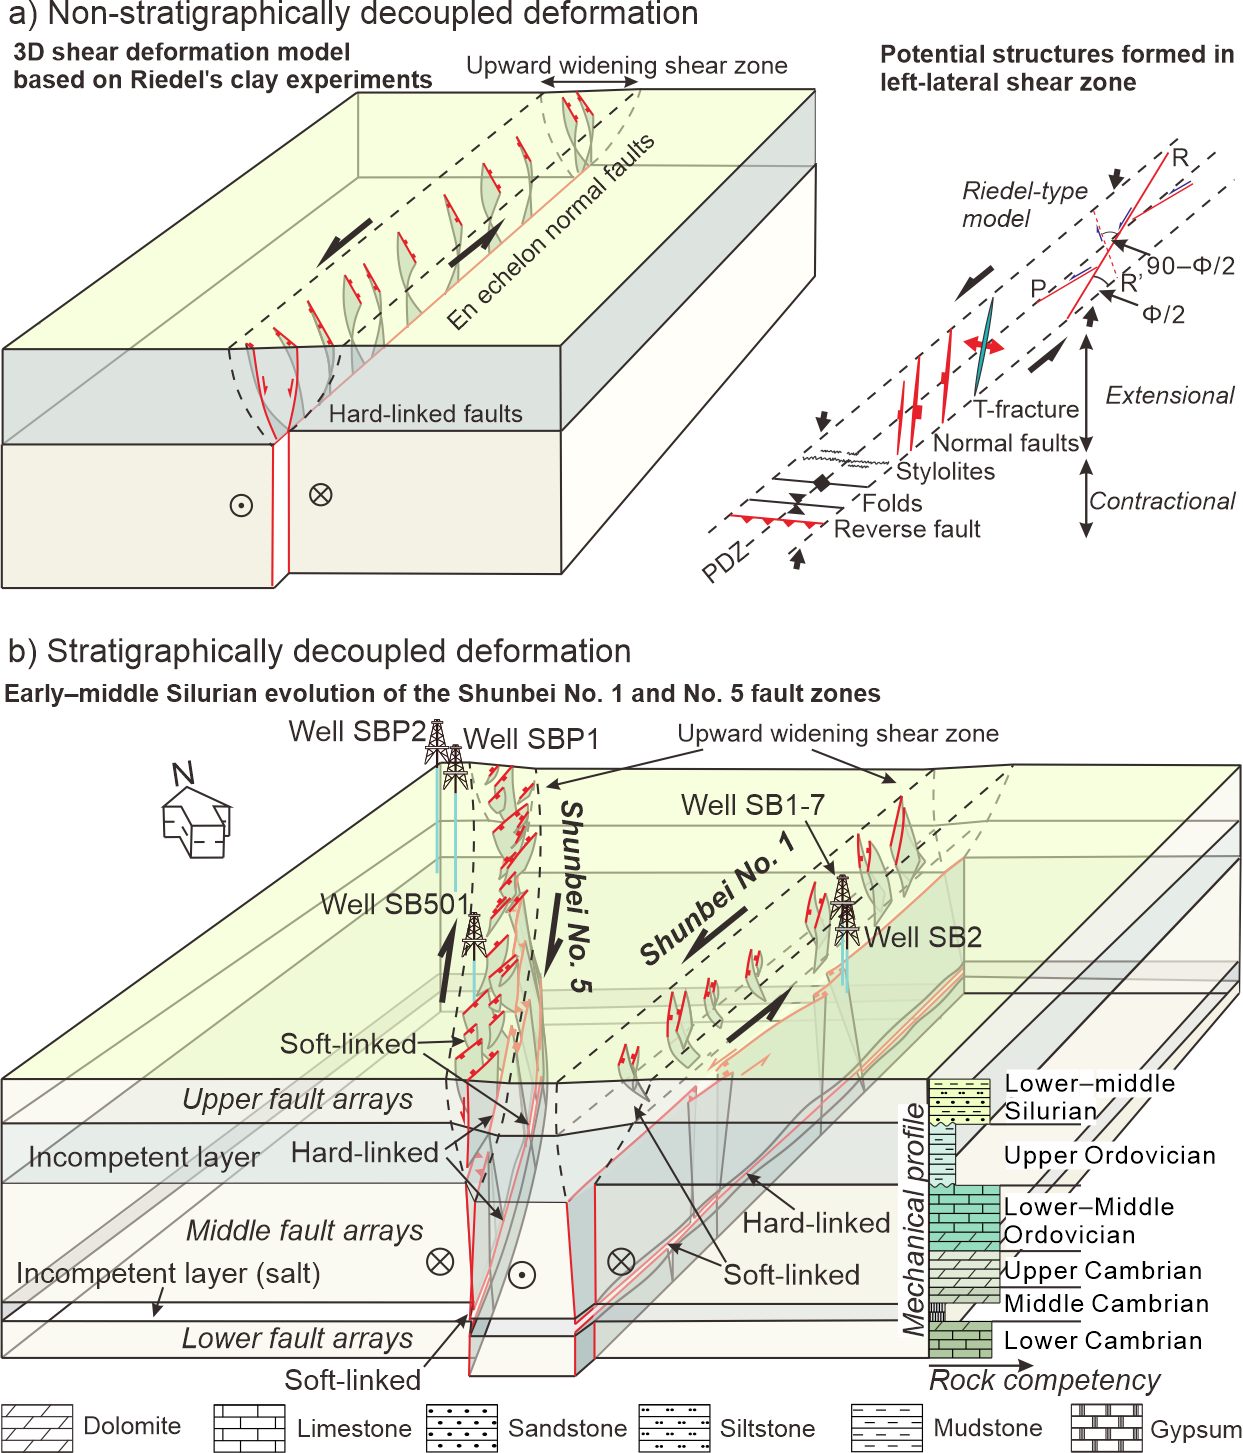 a) Non-stratigraphically decoupled deformation
3D shear deformation model
based on Riedel's clay experiments
Upward widening shear zone
Potential structures formed in
left-lateral shear zone
En echelon normal faults
Hard-linked faults
Riedel-type
model
R
90–Φ/2
R'
P
Φ/2
Extensional
T-fracture
Normal faults
Stylolites
Contractional
Folds
Reverse fault
PDZ
b) Stratigraphically decoupled deformation
Early–middle Silurian evolution of the Shunbei No. 1 and No. 5 fault zones
Well SBP2
Well SBP1
Upward widening shear zone
N
Well SB1-7
Shunbei No. 5
Shunbei No. 1
Well SB501
Well SB2
Soft-linked
Upper fault arrays
Hard-linked
Incompetent layer
Middle fault arrays
Incompetent layer (salt)
Lower fault arrays
Soft-linked
Hard-linked
Soft-linked
Mechanical profile
Lower–middle
Silurian
Upper Ordovician
Lower–Middle
Ordovician
Upper Cambrian
Middle Cambrian
Lower Cambrian
Rock competency
Dolomite
Limestone
Sandstone
Siltstone
Mudstone
Gypsum